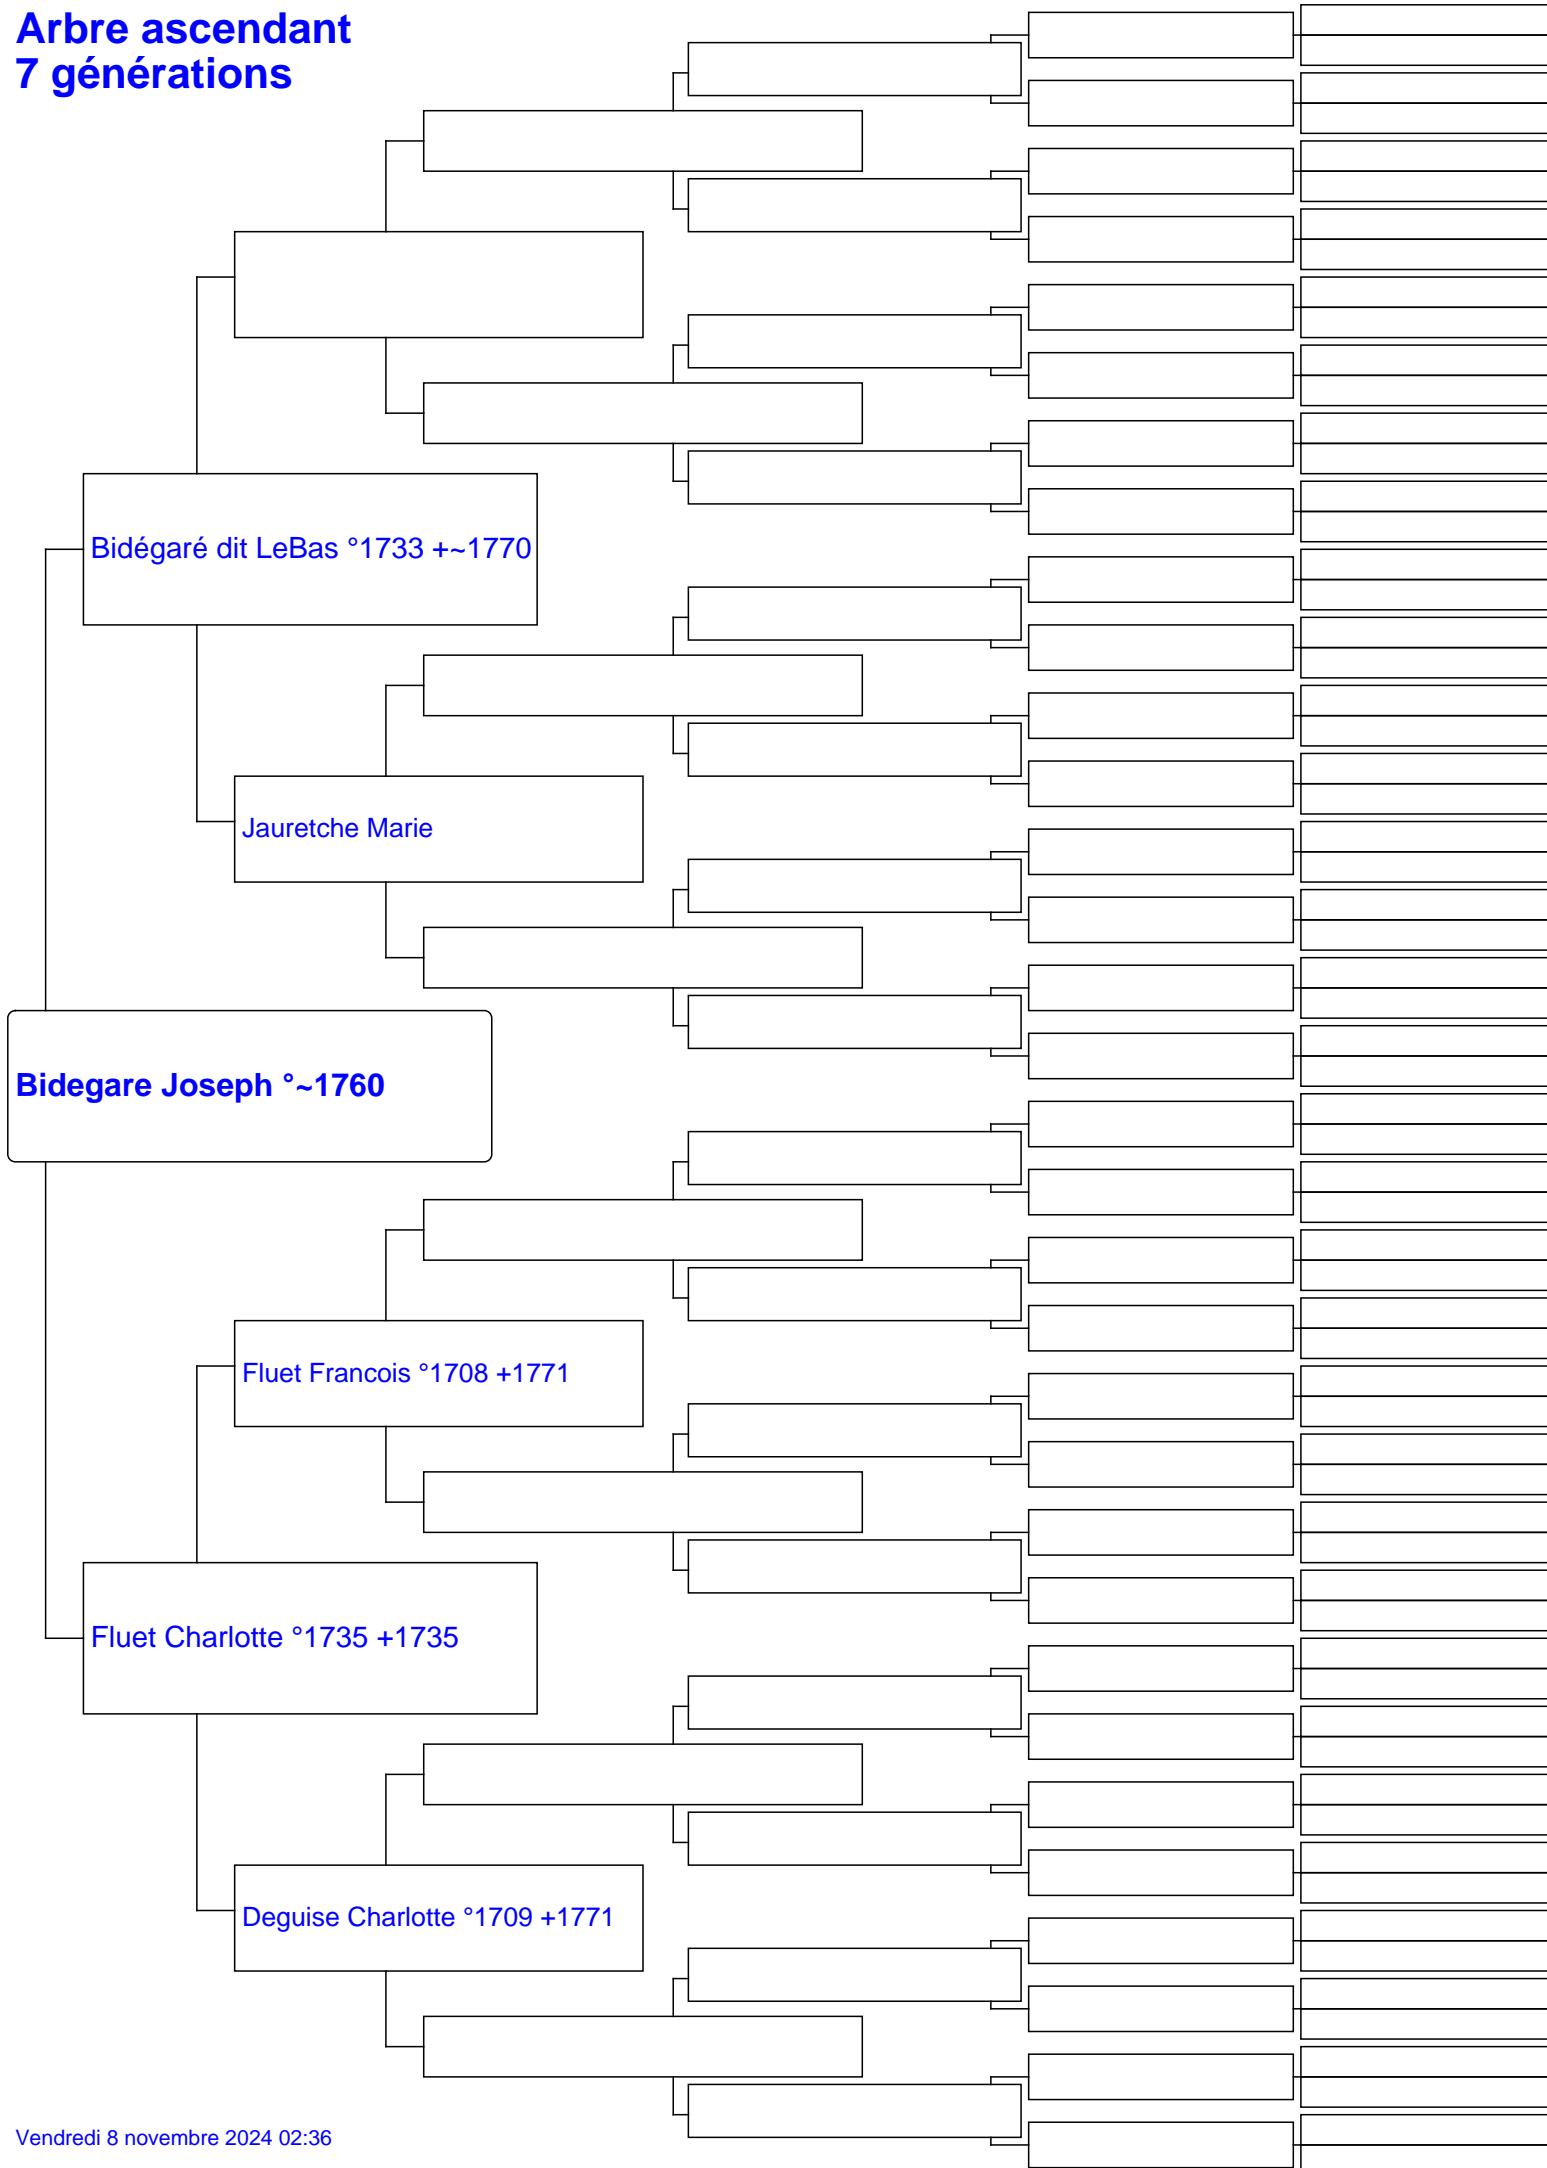 Arbre ascendant
7 générations
Bidégaré dit LeBas °1733 +~1770
Jauretche Marie
Bidegare Joseph °~1760
Fluet Francois °1708 +1771
Fluet Charlotte °1735 +1735
Deguise Charlotte °1709 +1771
Vendredi 8 novembre 2024 02:36